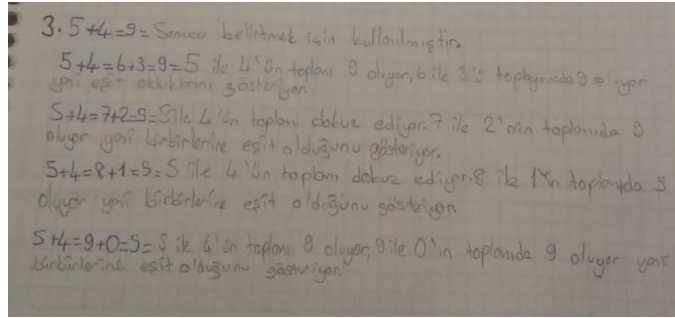 3. 5+4=9= Sonucu belirtmek için kullanılmıştır.
5+4=6+3=9= 5 ile 4'ün toplamı 9 oluyor, 6 ile 3'ü toplayınca da 9 oluyor
yani eşit olduklarını gösteriyor.
5+4=7+2=9= 5 ile 4'ün toplamı dokuz ediyor. 7 ile 2'nin toplamıda 9
oluyor yani birbirlerine eşit olduğunu gösteriyor.
5+4=8+1=9= 5 ile 4'ün toplamı dokuz ediyor. 8 ile 1'in toplamıda 9
oluyor yani birbirlerine eşit olduğunu gösteriyor.
5+4=9+0=9= 5 ile 4'ün toplamı 9 oluyor, 9 ile 0'ın toplamıda 9 oluyor yani
birbirlerine eşit olduğunu gösteriyor.